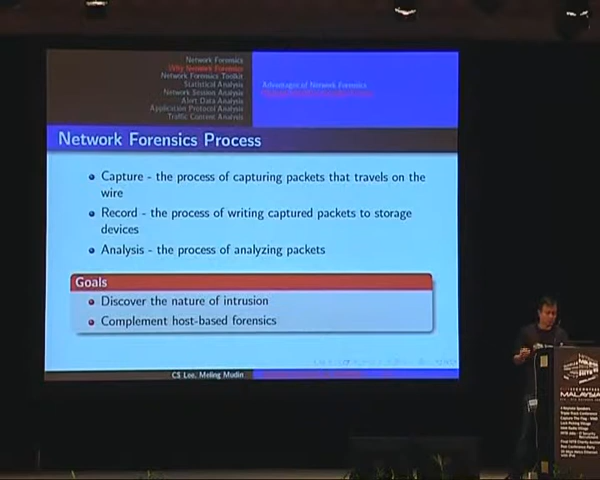 Network Forensics
Why Network Forensics
Network Forensics Toolkit
Statistical Analysis
Network Session Analysis
Alert Data Analysis
Application Protocol Analysis
Traffic Content Analysis
Advantages of Network Forensics
Network Forensics Process
Capture - the process of capturing packets that travels on the
wire
Record - the process of writing captured packets to storage
devices
Analysis - the process of analyzing packets
Goals
Discover the nature of intrusion
Complement host-based forensics
CS Lee, Meling Mudin
MALAYSIA